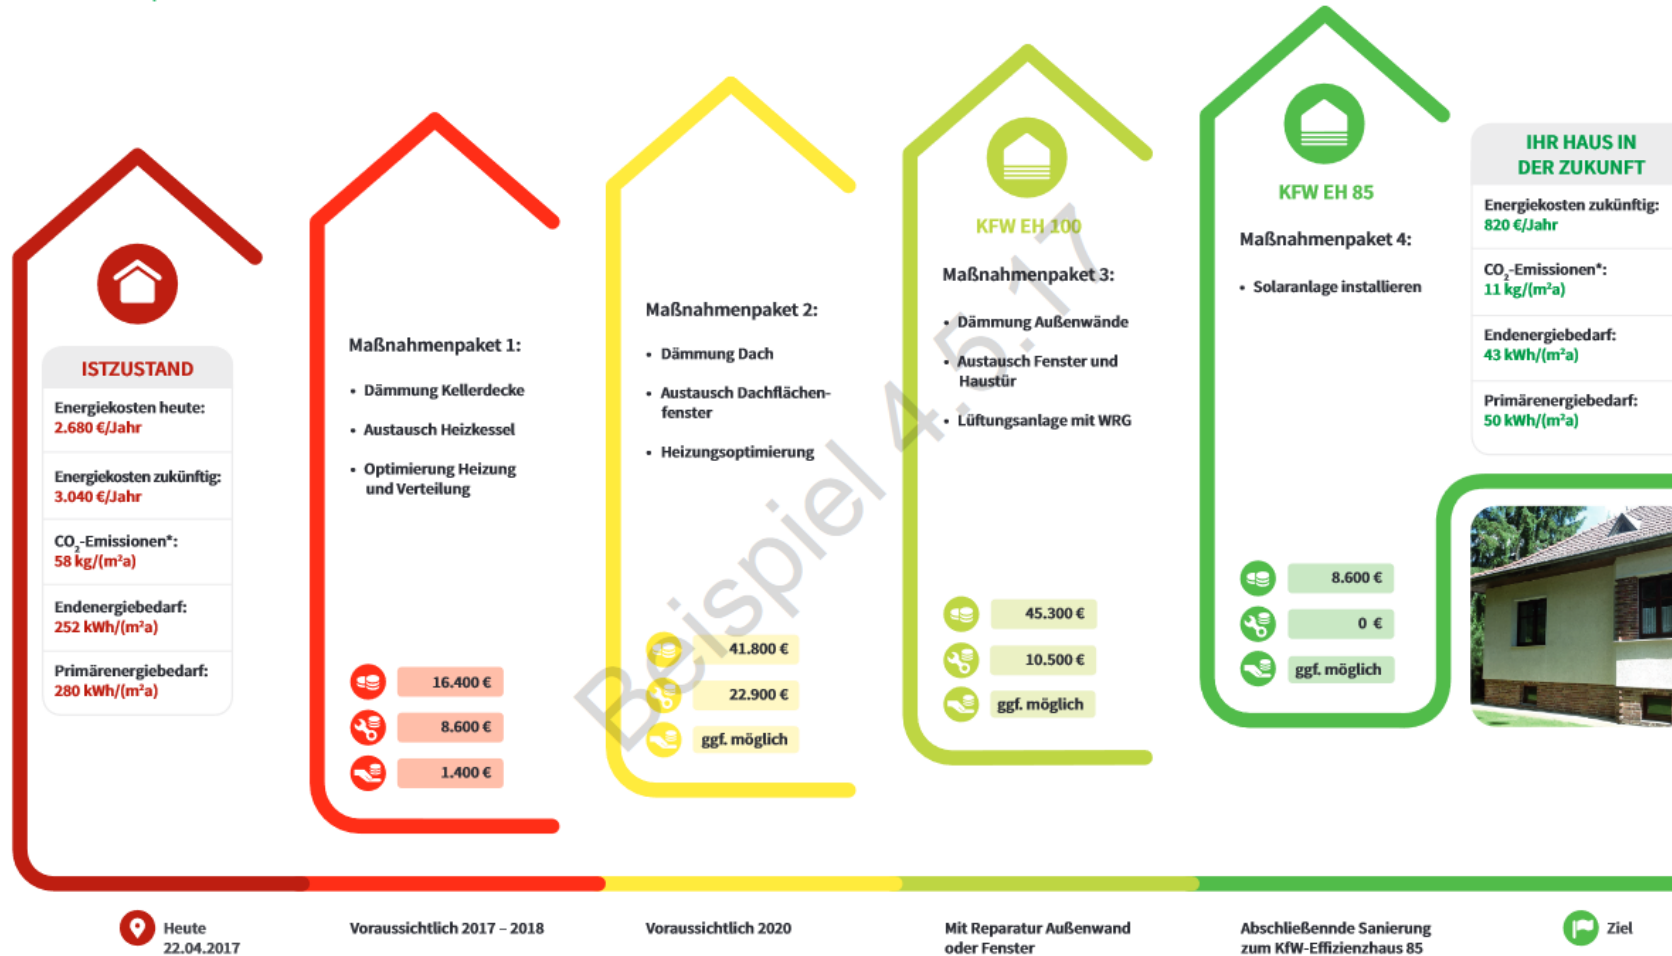 ISTZUSTAND
Energiekosten heute:
2.680 €/Jahr
Energiekosten zukünftig:
3.040 €/Jahr
CO₂-Emissionen*:
58 kg/(m²a)
Endenergiebedarf:
252 kWh/(m²a)
Primärenergiebedarf:
280 kWh/(m²a)
Maßnahmenpaket 1:
• Dämmung Kellerdecke
• Austausch Heizkessel
• Optimierung Heizung
und Verteilung
16.400 €
8.600 €
1.400 €
Maßnahmenpaket 2:
• Dämmung Dach
• Austausch Dachflächen-
fenster
• Heizungsoptimierung
41.800 €
22.900 €
ggf. möglich
KFW EH 100
Maßnahmenpaket 3:
• Dämmung Außenwände
• Austausch Fenster und
Haustür
• Lüftungsanlage mit WRG
45.300 €
10.500 €
ggf. möglich
KFW EH 85
Maßnahmenpaket 4:
• Solaranlage installieren
8.600 €
0 €
ggf. möglich
IHR HAUS IN
DER ZUKUNFT
Energiekosten zukünftig:
820 €/Jahr
CO₂-Emissionen*:
11 kg/(m²a)
Endenergiebedarf:
43 kWh/(m²a)
Primärenergiebedarf:
50 kWh/(m²a)
Beispiel 4.5.17
Heute
22.04.2017
Voraussichtlich 2017 – 2018
Voraussichtlich 2020
Mit Reparatur Außenwand
oder Fenster
Abschließennde Sanierung
zum KfW-Effizienzhaus 85
Ziel